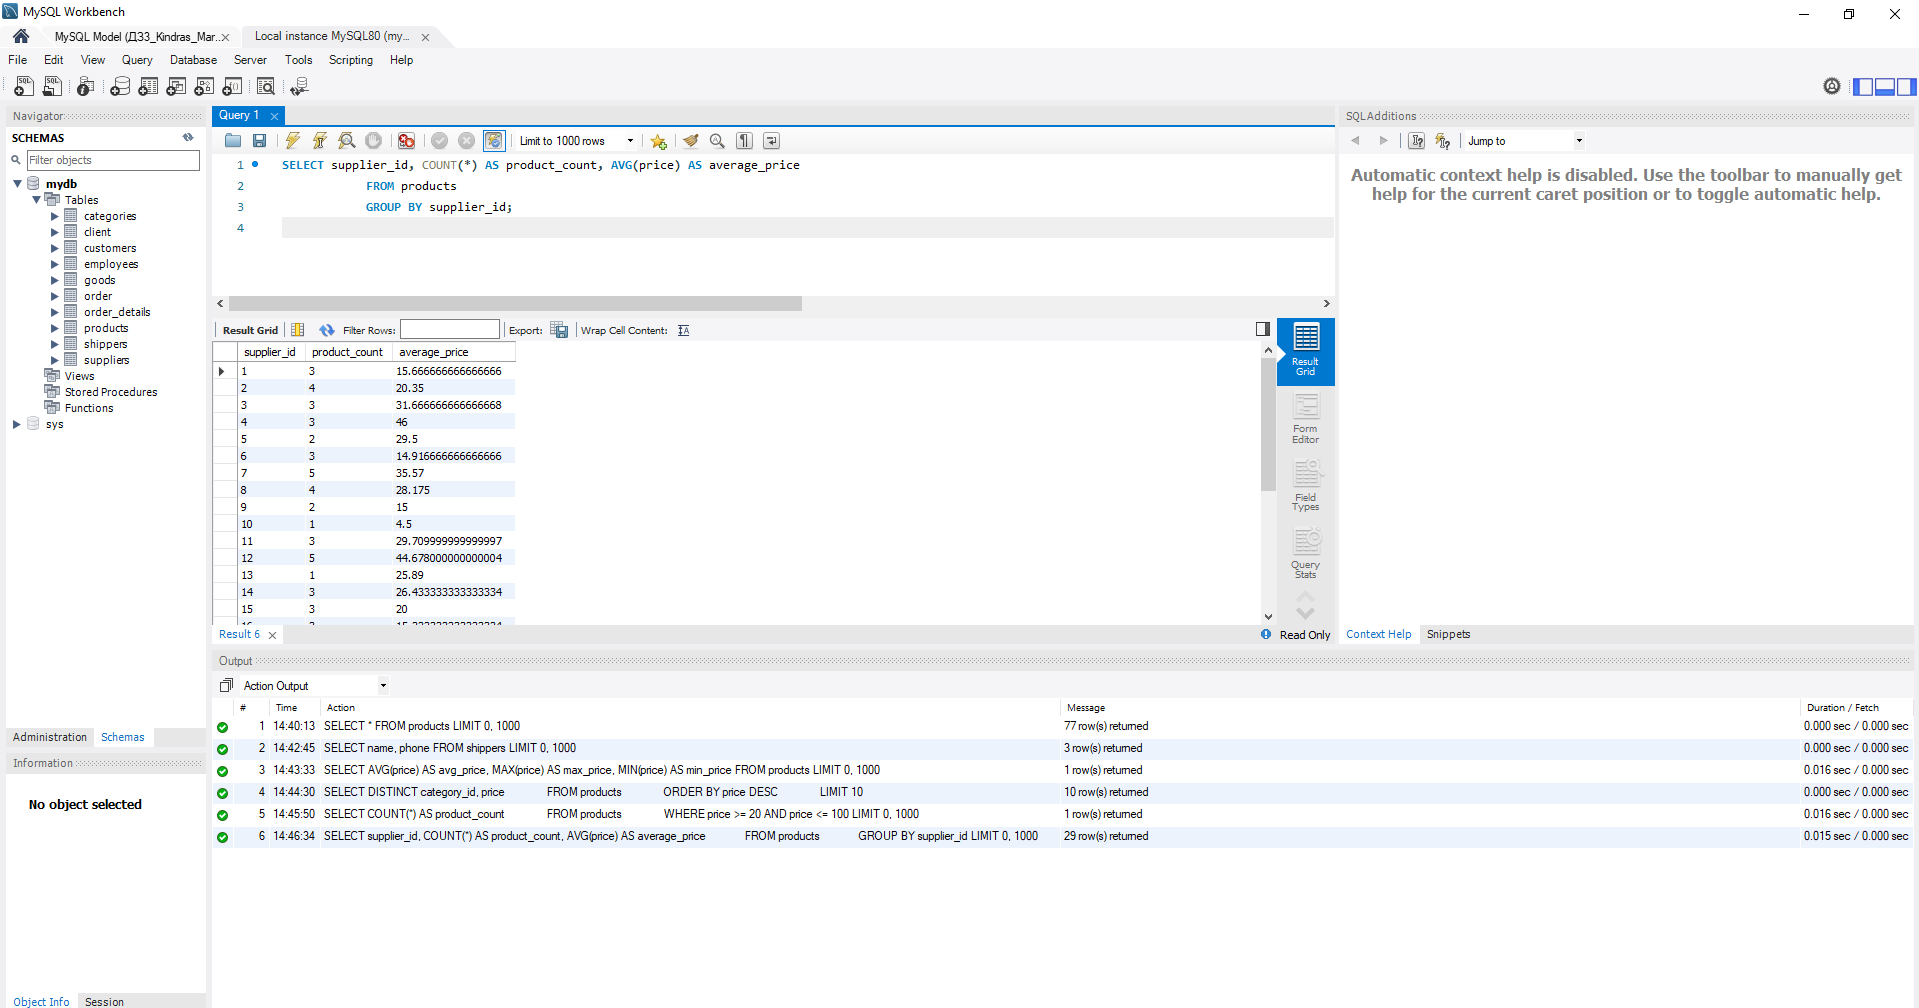 MySQL Workbench
MySQL Model (ДЗ3_Kindras_Mar..×
Local instance MySQL80 (my... ×
File Edit View Query Database Server Tools Scripting Help
Navigator
SCHEMAS
Filter objects
mydb
Tables
categories
client
customers
employees
goods
order
order_details
products
shippers
suppliers
Views
Stored Procedures
Functions
sys
Administration Schemas
Information
No object selected
Object Info Session
Query 1 ×
Limit to 1000 rows
1 SELECT supplier_id, COUNT(*) AS product_count, AVG(price) AS average_price
2 FROM products
3 GROUP BY supplier_id;
4
Result Grid Filter Rows: Export: Wrap Cell Content:
supplier_id product_count average_price
1 3 15.666666666666666
2 4 20.35
3 3 31.666666666666668
4 3 46
5 2 29.5
6 3 14.916666666666666
7 5 35.57
8 4 28.175
9 2 15
10 1 4.5
11 3 29.709999999999997
12 5 44.678000000000004
13 1 25.89
14 3 26.433333333333334
15 3 20
Result Grid
Form Editor
Field Types
Query Stats
Result 6 ×
Read Only
SQLAdditions
Jump to
Automatic context help is disabled. Use the toolbar to manually get
help for the current caret position or to toggle automatic help.
Context Help Snippets
Output
Action Output
# Time Action Message Duration / Fetch
1 14:40:13 SELECT * FROM products LIMIT 0, 1000 77 row(s) returned 0.000 sec / 0.000 sec
2 14:42:45 SELECT name, phone FROM shippers LIMIT 0, 1000 3 row(s) returned 0.000 sec / 0.000 sec
3 14:43:33 SELECT AVG(price) AS avg_price, MAX(price) AS max_price, MIN(price) AS min_price FROM products LIMIT 0, 1000 1 row(s) returned 0.016 sec / 0.000 sec
4 14:44:30 SELECT DISTINCT category_id, price FROM products ORDER BY price DESC LIMIT 10 10 row(s) returned 0.000 sec / 0.000 sec
5 14:45:50 SELECT COUNT(*) AS product_count FROM products WHERE price >= 20 AND price <= 100 LIMIT 0, 1000 1 row(s) returned 0.016 sec / 0.000 sec
6 14:46:34 SELECT supplier_id, COUNT(*) AS product_count, AVG(price) AS average_price FROM products GROUP BY supplier_id LIMIT 0, 1000 29 row(s) returned 0.015 sec / 0.000 sec